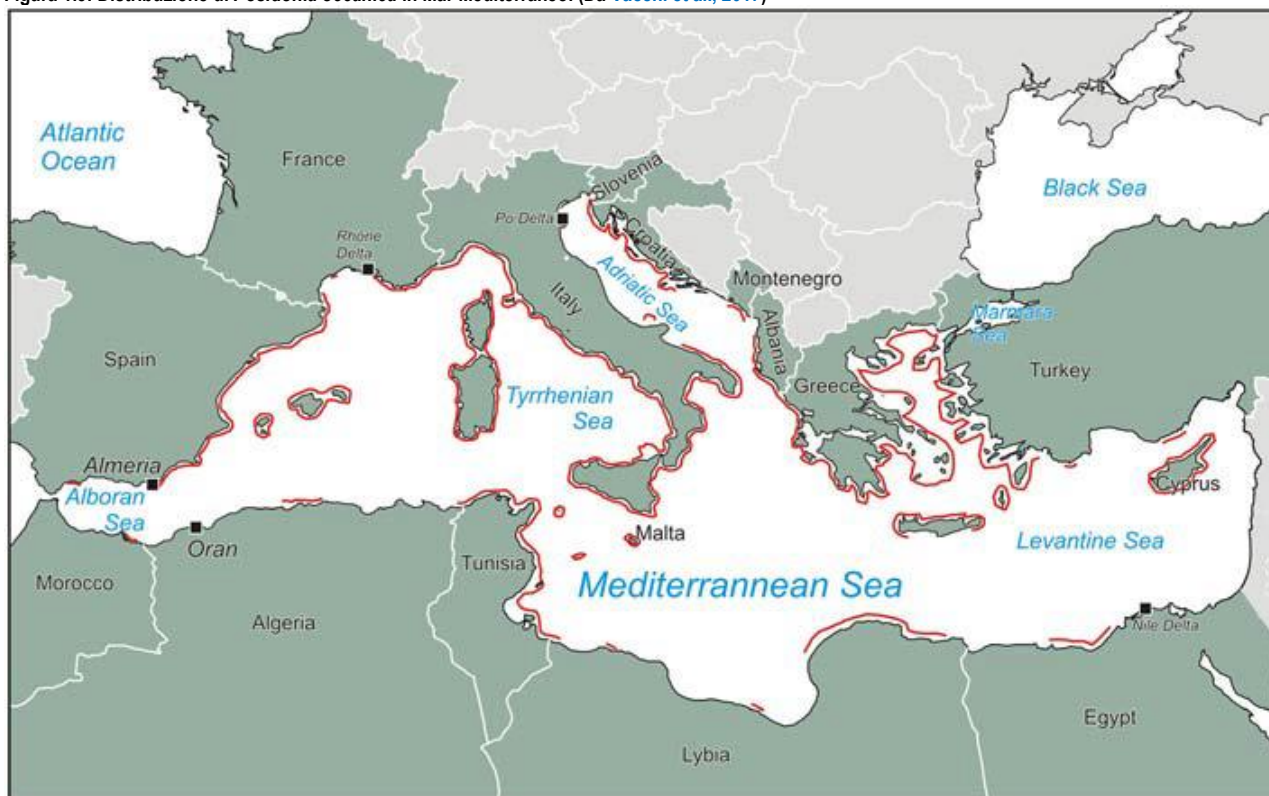 Atlantic
Ocean
France
Slovenia
Po Delta
Croatia
Black Sea
Rhône
Delta
Adriatic Sea
Montenegro
Italy
Albania
Marmara
Sea
Spain
Greece
Turkey
Tyrrhenian
Sea
Almeria
Alboran
Sea
Cyprus
Oran
Malta
Levantine Sea
Tunisia
Morocco
Mediterrannean Sea
Algeria
Nile Delta
Egypt
Lybia